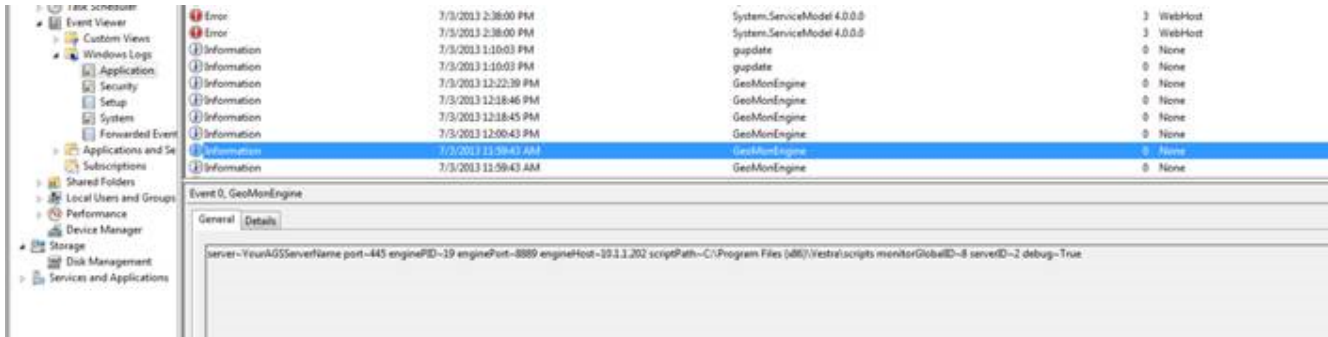 Task Scheduler
Event Viewer
Custom Views
Windows Logs
Application
Security
Setup
System
Forwarded Event
Applications and Se
Subscriptions
Shared Folders
Local Users and Groups
Performance
Device Manager
Storage
Disk Management
Services and Applications
Error 7/3/2013 2:38:00 PM System.ServiceModel 4.0.0.0 3 WebHost
Error 7/3/2013 2:38:00 PM System.ServiceModel 4.0.0.0 3 WebHost
Information 7/3/2013 1:10:03 PM gupdate 0 None
Information 7/3/2013 1:10:03 PM gupdate 0 None
Information 7/3/2013 12:22:39 PM GeoMonEngine 0 None
Information 7/3/2013 12:18:46 PM GeoMonEngine 0 None
Information 7/3/2013 12:18:45 PM GeoMonEngine 0 None
Information 7/3/2013 12:00:43 PM GeoMonEngine 0 None
Information 7/3/2013 11:59:43 AM GeoMonEngine 0 None
Information 7/3/2013 11:59:43 AM GeoMonEngine 0 None
Event 0, GeoMonEngine
General Details
server~YourAGSServerName port~445 enginePID~19 enginePort~8889 engineHost~10.1.1.202 scriptPath~C:\Program Files (x86)\Vestra\scripts monitorGlobalID~8 serverID~2 debug~True